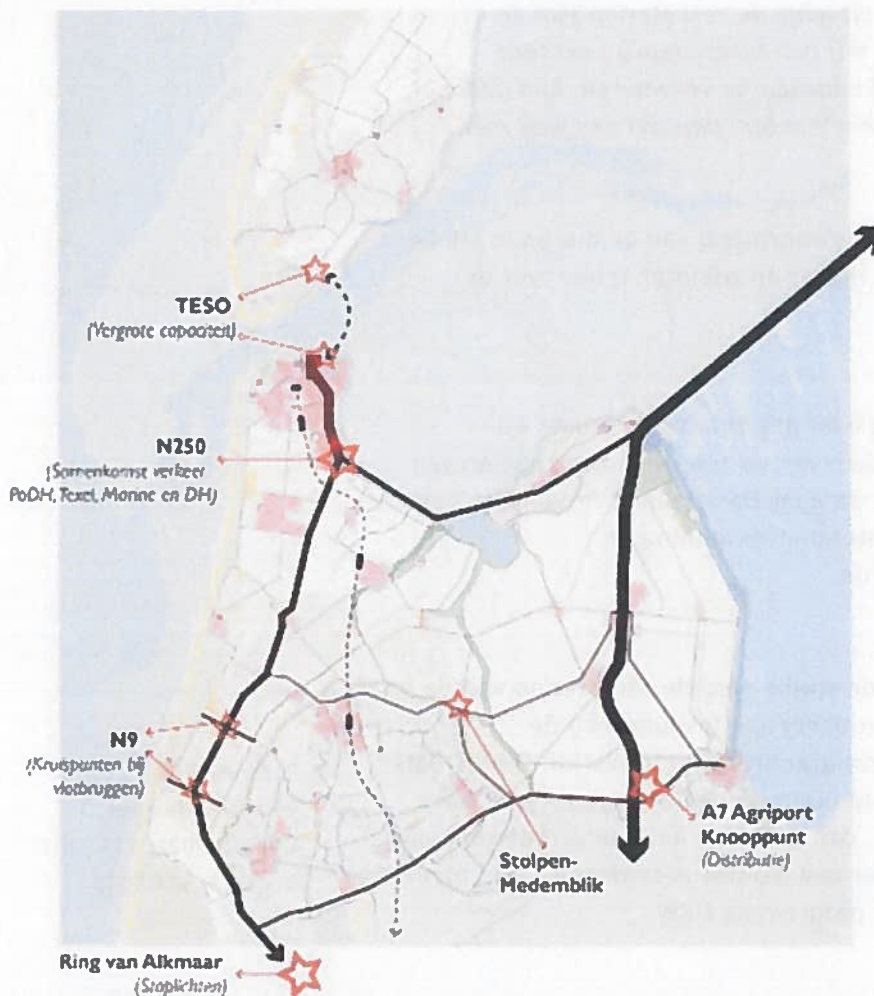 TESO
(Vergrote capaciteit)
N250
(Samenkomst verkeer
PoDH, Texel, Marine en DH)
N9
(Kruispunten bij
vlotbruggen)
A7 Agriport
Knooppunt
(Distributie)
Stolpen-
Medemblik
Ring van Alkmaar
(Stoplichten)